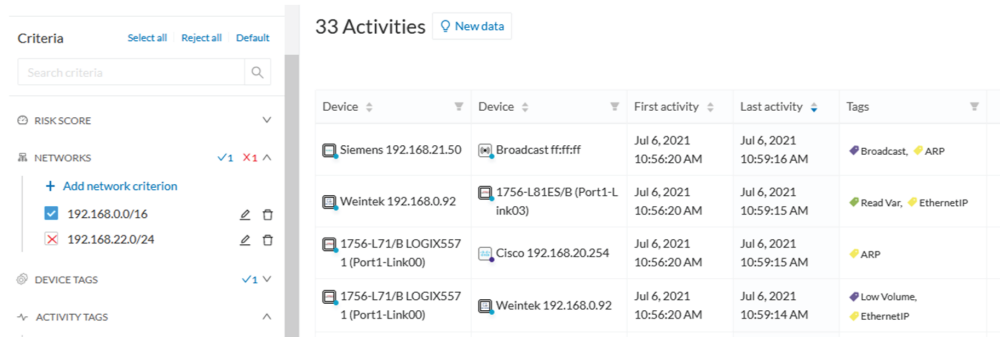 Criteria Select all Reject all Default
Search criteria
RISK SCORE
NETWORKS 1 1
+ Add network criterion
192.168.0.0/16
192.168.22.0/24
DEVICE TAGS 1
ACTIVITY TAGS
33 Activities New data
Device Device First activity Last activity Tags
Siemens 192.168.21.50 Broadcast ff:ff:ff Jul 6, 2021 Jul 6, 2021 Broadcast, ARP
10:56:20 AM 10:59:16 AM
Weintek 192.168.0.92 1756-L81ES/B (Port1-L Jul 6, 2021 Jul 6, 2021 Read Var, EthernetIP
ink03) 10:56:20 AM 10:59:15 AM
1756-L71/B LOGIX557 Cisco 192.168.20.254 Jul 6, 2021 Jul 6, 2021 ARP
1 (Port1-Link00) 10:56:20 AM 10:59:15 AM
1756-L71/B LOGIX557 Weintek 192.168.0.92 Jul 6, 2021 Jul 6, 2021 Low Volume,
1 (Port1-Link00) 10:56:20 AM 10:59:14 AM EthernetIP